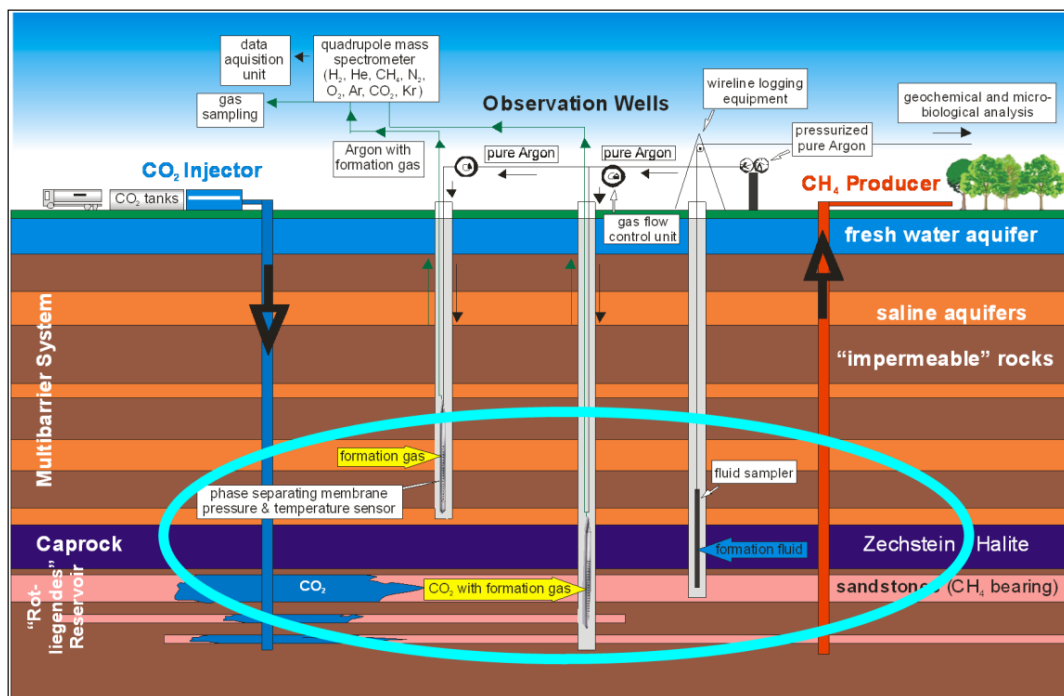 data
aquisition
unit
quadrupole mass
spectrometer
(H₂, He, CH₄, N₂,
O₂, Ar, CO₂, Kr)
gas
sampling
Observation Wells
wireline logging
equipment
geochemical and micro-
biological analysis
Argon with
formation gas
pure Argon
pure Argon
pressurized
pure Argon
CO₂ Injector
CO₂ tanks
CH₄ Producer
gas flow
control unit
fresh water aquifer
saline aquifers
"impermeable" rocks
Multibarrier System
formation gas
phase separating membrane
pressure & temperature sensor
fluid sampler
Caprock
formation fluid
Zechstein Halite
"Rot-
liegendes"
Reservoir
CO₂
CO₂ with formation gas
sandstones (CH₄ bearing)